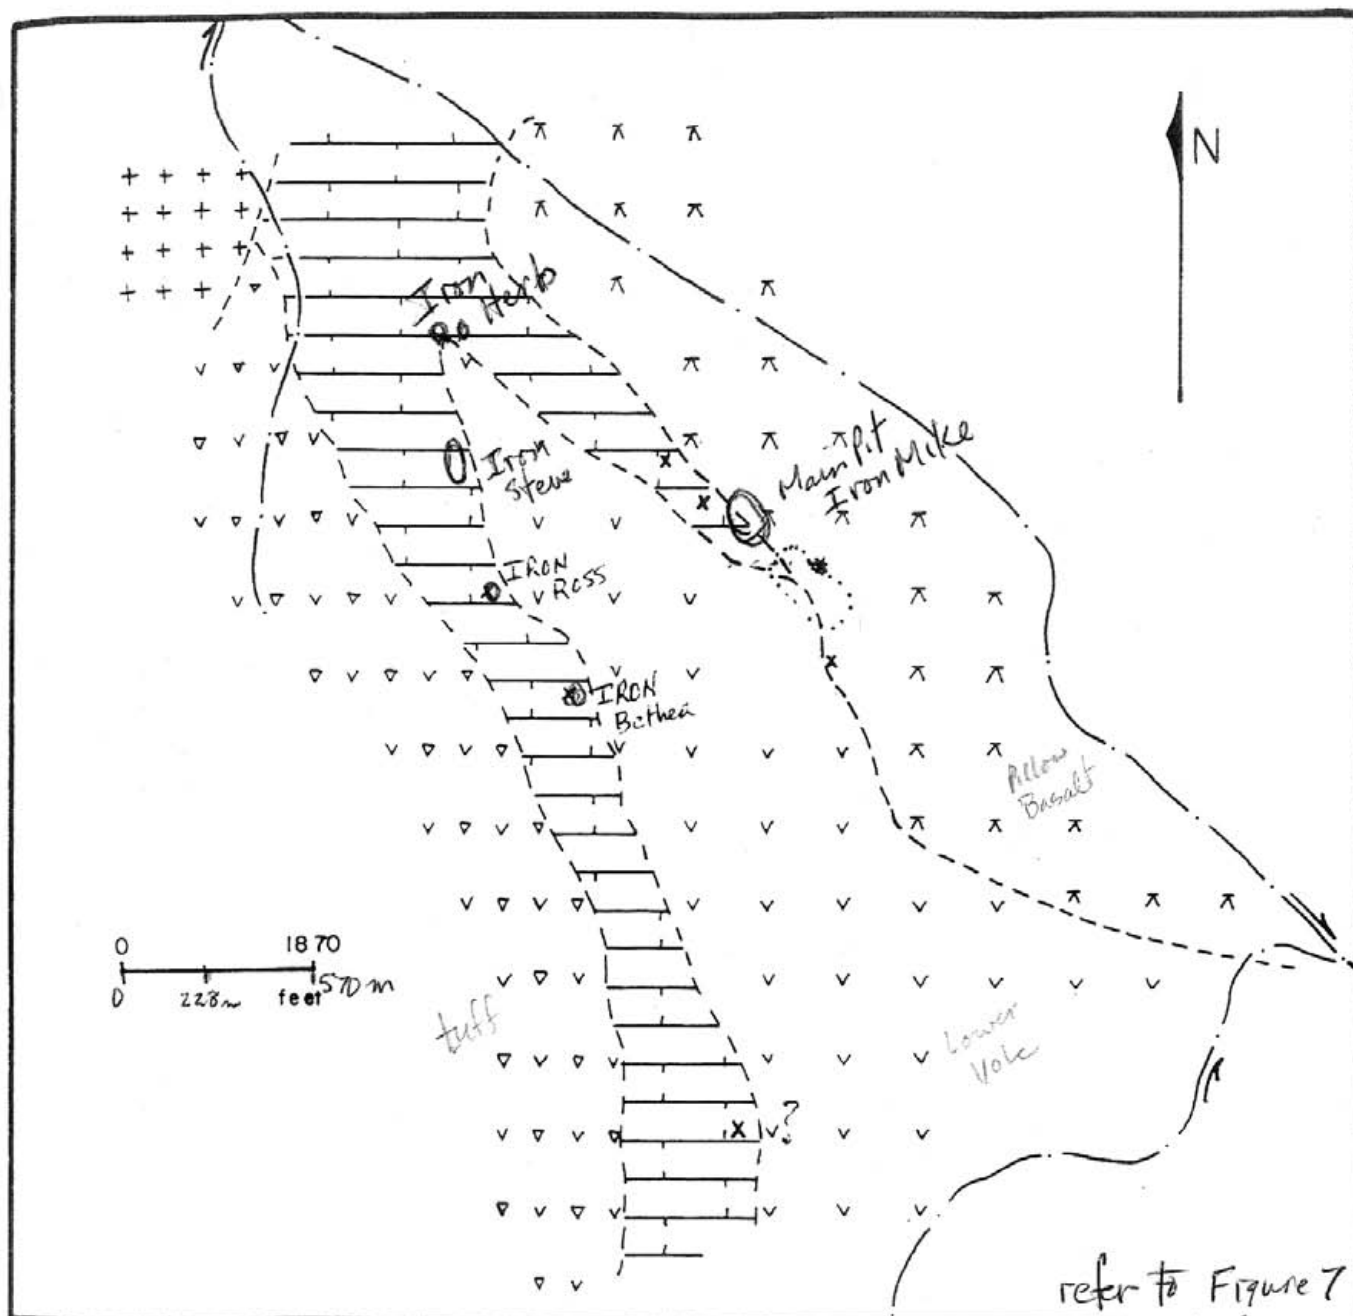 N
Iron
Herb
Main Pit
Iron Mike
Iron
Steve
IRON
ROSS
IRON
Bethea
Pillow
Basalt
0 1870
0 228m feet 570 m
tuff
Lower
Volc
?
refer to Figure 7